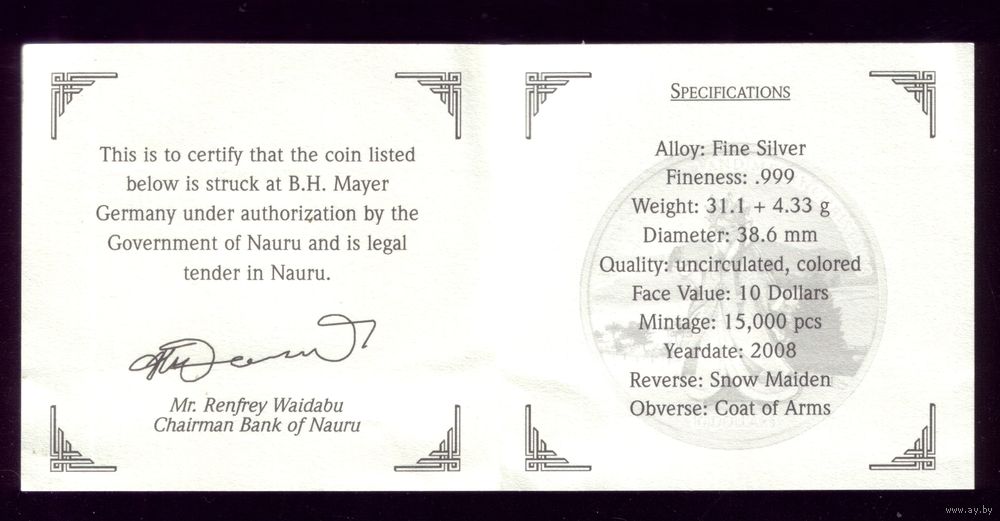 This is to certify that the coin listed
below is struck at B.H. Mayer
Germany under authorization by the
Government of Nauru and is legal
tender in Nauru.
Mr. Renfrey Waidabu
Chairman Bank of Nauru
SPECIFICATIONS
Alloy: Fine Silver
Fineness: .999
Weight: 31.1 + 4.33 g
Diameter: 38.6 mm
Quality: uncirculated, colored
Face Value: 10 Dollars
Mintage: 15,000 pcs
Yeardate: 2008
Reverse: Snow Maiden
Obverse: Coat of Arms
www.ay.by